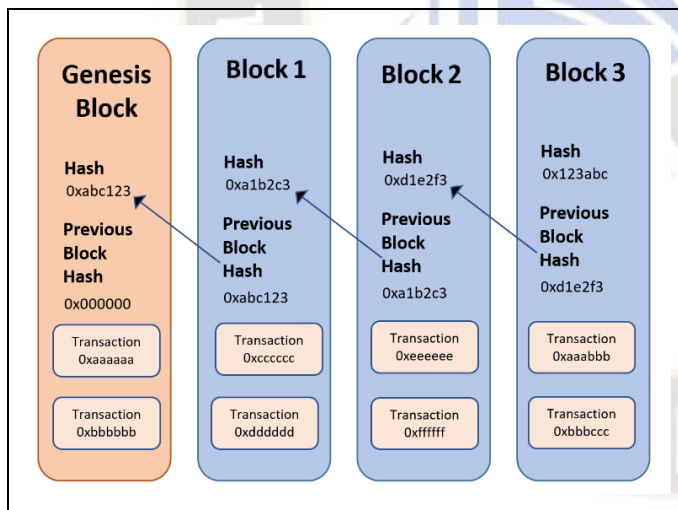 Genesis
Block
Hash
0xabc123
Previous
Block
Hash
0x000000
Transaction
0xaaaaaa
Transaction
0xbbbbbb
Block 1
Hash
0xa1b2c3
Previous
Block
Hash
0xabc123
Transaction
0xcccccc
Transaction
0xdddddd
Block 2
Hash
0xd1e2f3
Previous
Block
Hash
0xa1b2c3
Transaction
0xeeeeee
Transaction
0xffffff
Block 3
Hash
0x123abc
Previous
Block
Hash
0xd1e2f3
Transaction
0xaaabbb
Transaction
0xbbbccc